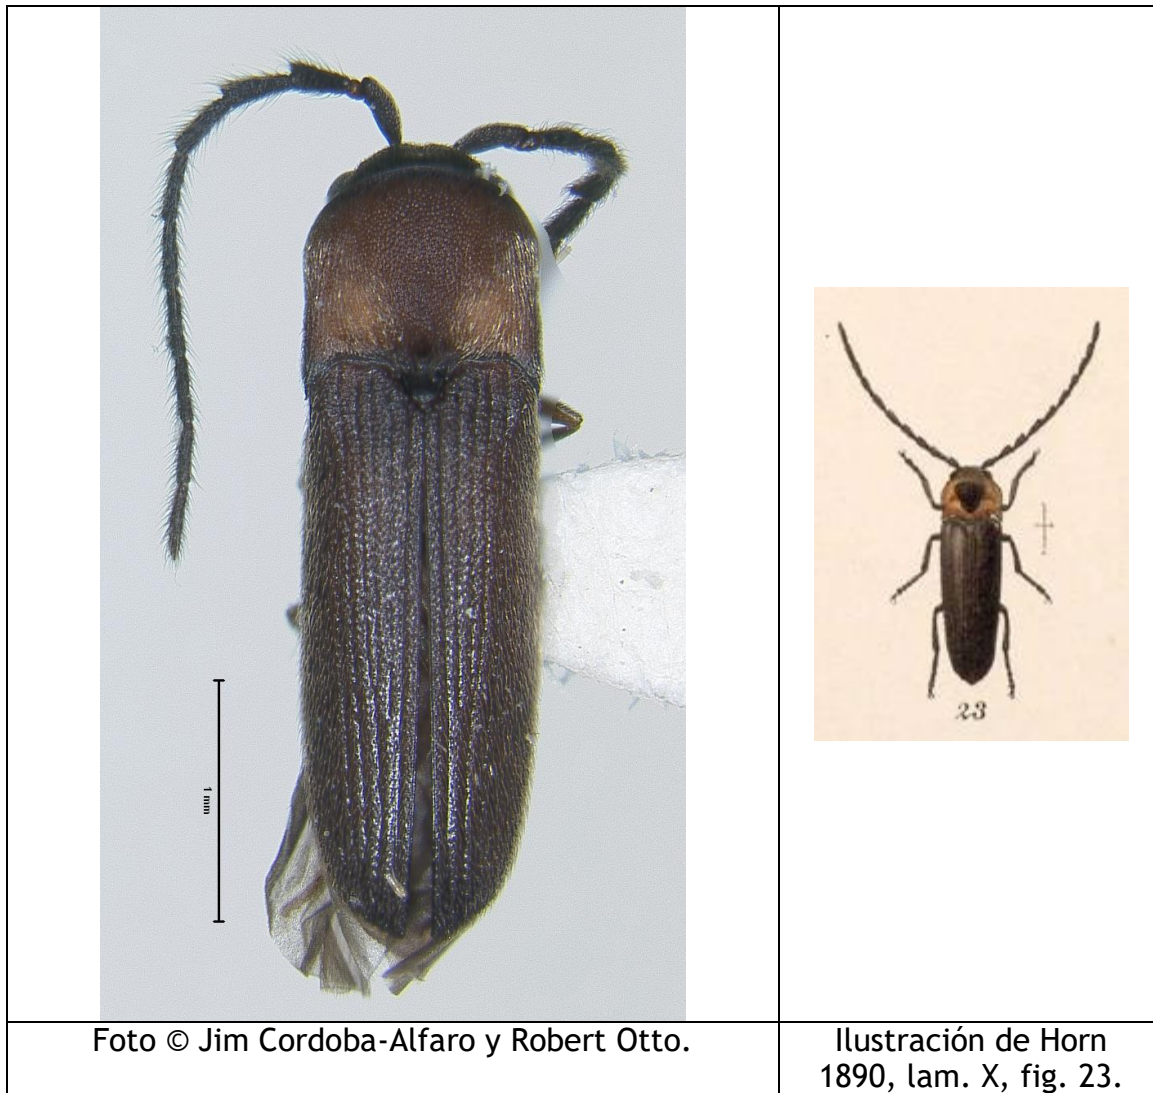 1 mm
23
Foto © Jim Cordoba-Alfaro y Robert Otto.
Ilustración de Horn
1890, lam. X, fig. 23.